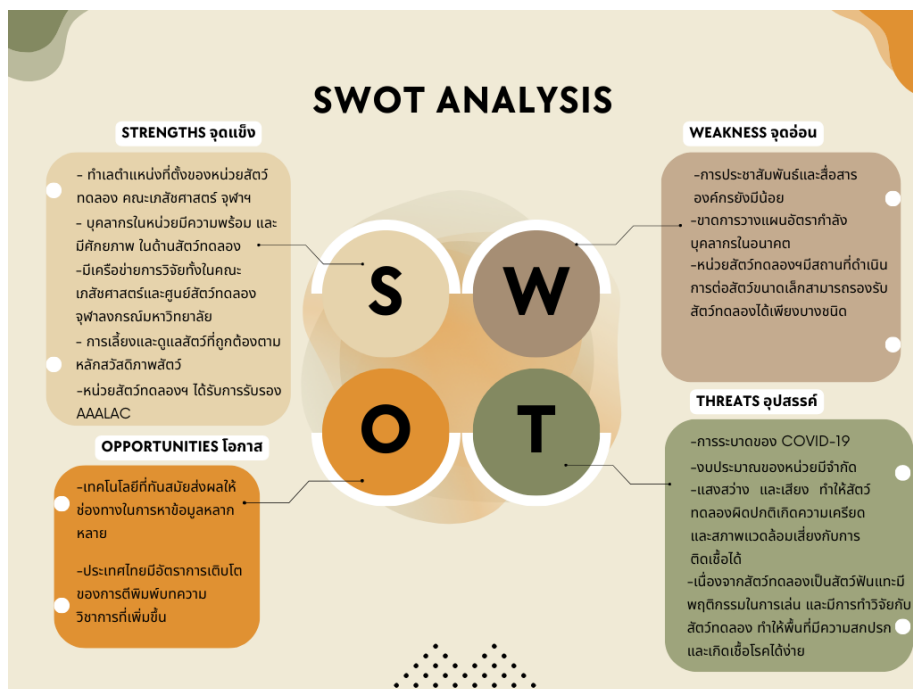 SWOT ANALYSIS
STRENGTHS จุดแข็ง
- ทำเลตำแหน่งที่ตั้งของหน่วยสัตว์
ทดลอง คณะเภสัชศาสตร์ จุฬาฯ
- บุคลากรในหน่วยมีความพร้อม และ
มีศักยภาพ ในด้านสัตว์ทดลอง
-มีเครือข่ายการวิจัยทั้งในคณะ
เภสัชศาสตร์และศูนย์สัตว์ทดลอง
จุฬาลงกรณ์มหาวิทยาลัย
- การเลี้ยงและดูแลสัตว์ที่ถูกต้องตาม
หลักสวัสดิภาพสัตว์
-หน่วยสัตว์ทดลองฯ ได้รับการรับรอง
AAALAC
WEAKNESS จุดอ่อน
-การประชาสัมพันธ์และสื่อสาร
องค์กรยังมีน้อย
-ขาดการวางแผนอัตรากำลัง
บุคลากรในอนาคต
-หน่วยสัตว์ทดลองฯมีสถานที่ดำเนิน
การต่อสัตว์ขนาดเล็กสามารถรองรับ
สัตว์ทดลองได้เพียงบางชนิด
S
W
O
T
OPPORTUNITIES โอกาส
-เทคโนโลยีที่ทันสมัยส่งผลให้
ช่องทางในการหาข้อมูลหลาก
หลาย
-ประเทศไทยมีอัตราการเติบโต
ของการตีพิมพ์บทความ
วิชาการที่เพิ่มขึ้น
THREATS อุปสรรค์
-การระบาดของ COVID-19
-งบประมาณของหน่วยมีจำกัด
-แสงสว่าง และเสียง ทำให้สัตว์
ทดลองผิดปกติเกิดความเครียด
และสภาพแวดล้อมเสี่ยงกับการ
ติดเชื้อได้
-เนื่องจากสัตว์ทดลองเป็นสัตว์ฟันแทะมี
พฤติกรรมในการเล่น และมีการทำวิจัยกับ
สัตว์ทดลอง ทำให้พื้นที่มีความสกปรก
และเกิดเชื้อโรคได้ง่าย